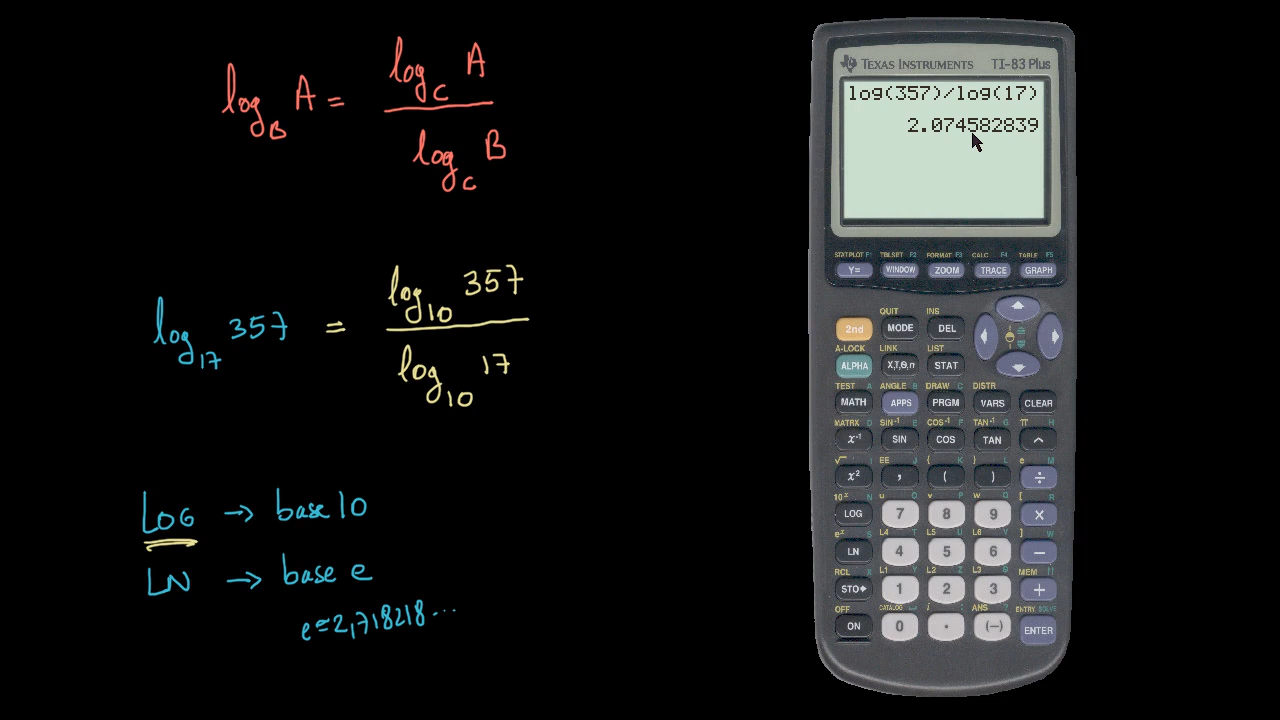 log_B A = log_C A / log_C B
log_17 357 = log_10 357 / log_10 17
LOG → base 10
LN → base e
e≈2,718218...
TEXAS INSTRUMENTS TI-83 Plus
log(357)/log(17)
2.074582839
STAT PLOT F1 TBLSET F2 FORMAT F3 CALC F4 TABLE F5
Y= WINDOW ZOOM TRACE GRAPH
QUIT INS
2nd MODE DEL
A-LOCK LINK LIST
ALPHA X,T,Θ,n STAT
TEST A ANGLE B DRAW C DISTR
MATH APPS PRGM VARS CLEAR
MATRX D SIN⁻¹ E COS⁻¹ F TAN⁻¹ G π H
x⁻¹ SIN COS TAN ^
√ I EE J { K } L e M
x² , ( ) ÷
10ˣ N u O v P w Q [ R
LOG 7 8 9 ×
eˣ S L4 T L5 U L6 V ] W
LN 4 5 6 −
RCL X L1 Y L2 Z L3 θ MEM "
STO▶ 1 2 3 +
OFF CATALOG i : ANS ? ENTRY SOLVE
ON 0 . (−) ENTER